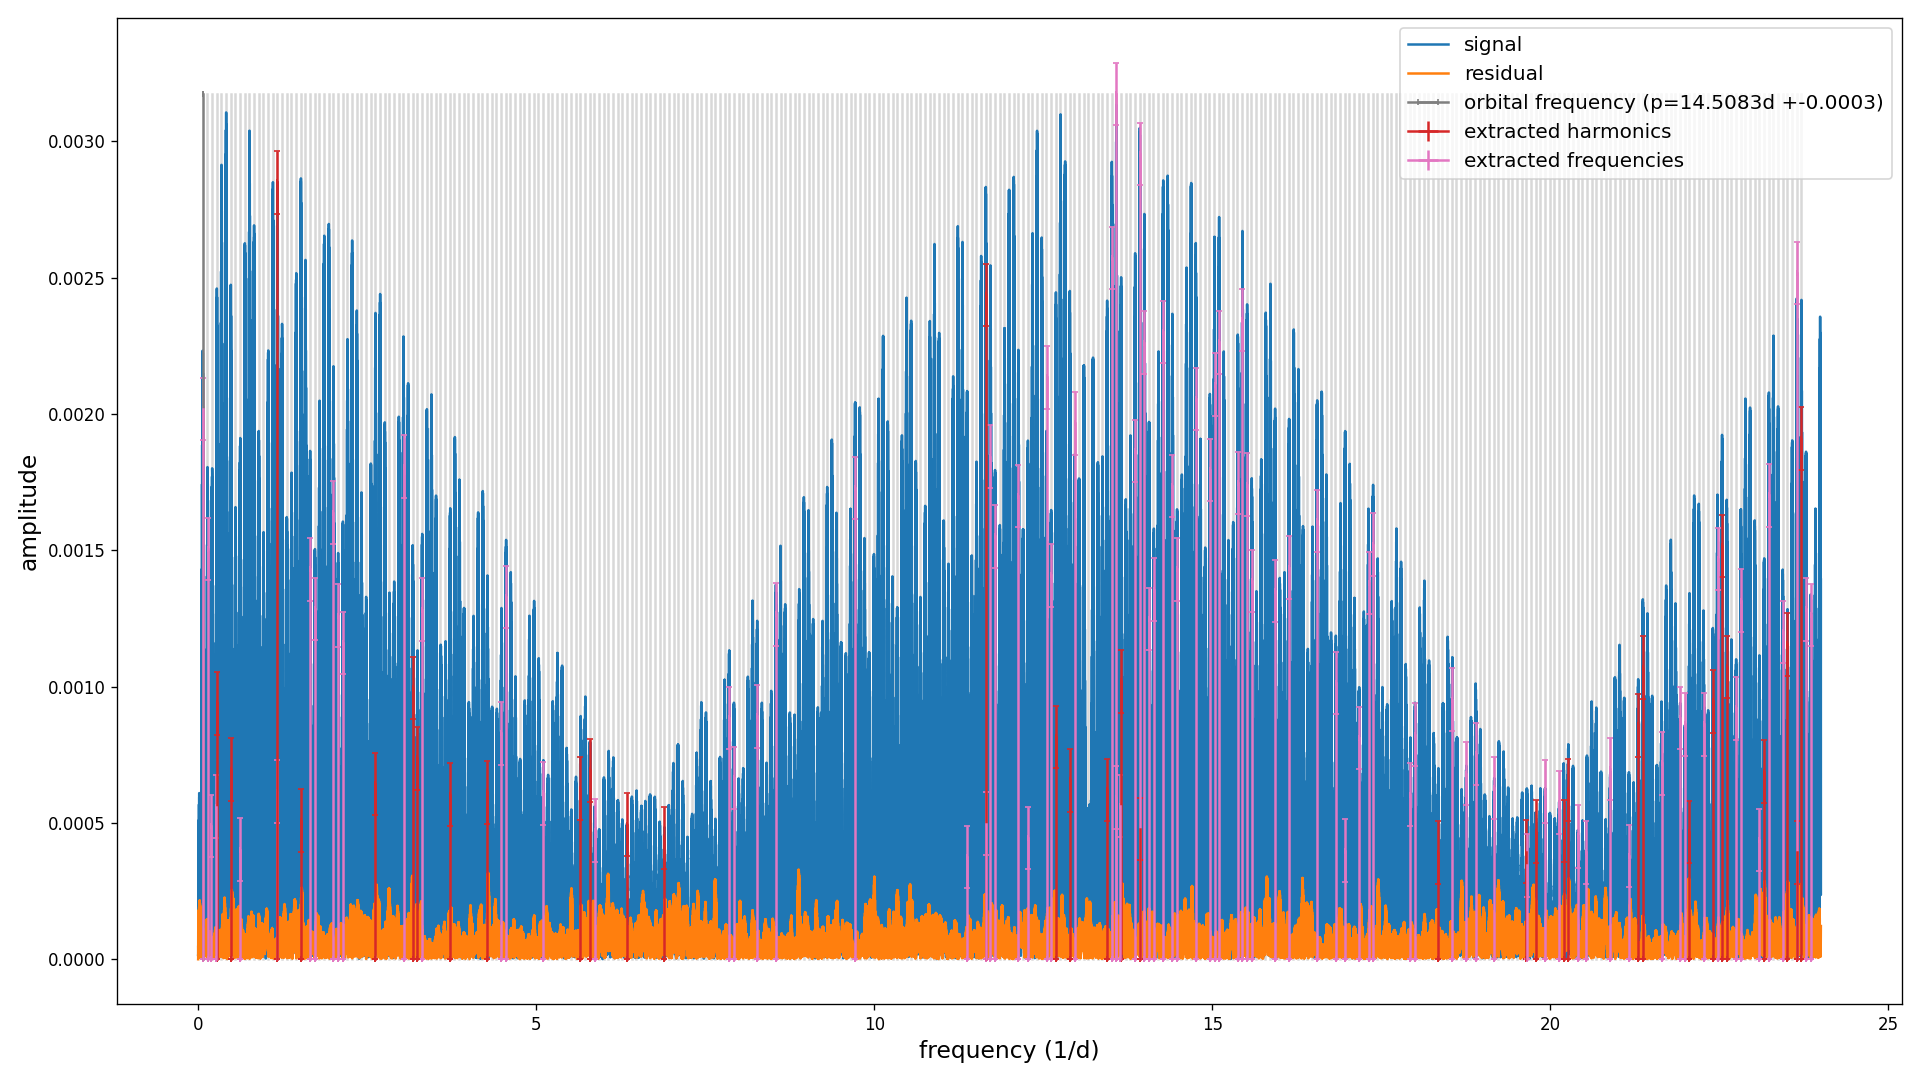 signal
residual
orbital frequency (p=14.5083d +-0.0003)
extracted harmonics
extracted frequencies
amplitude
0.0030
0.0025
0.0020
0.0015
0.0010
0.0005
0.0000
0 5 10 15 20 25
frequency (1/d)